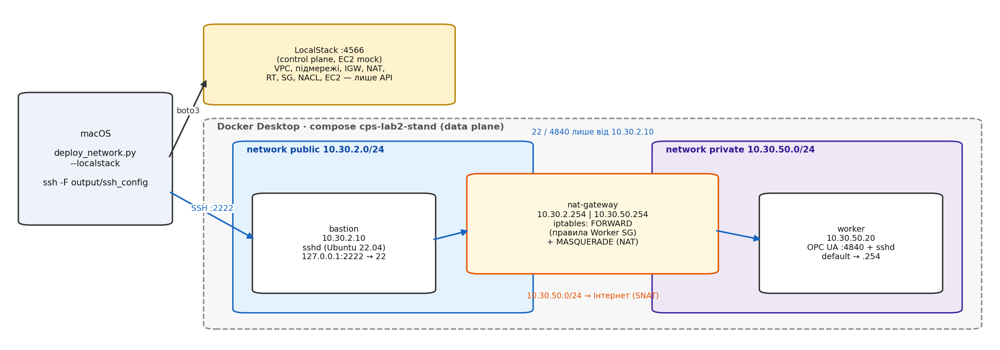 LocalStack :4566
(control plane, EC2 mock)
VPC, підмережі, IGW, NAT,
RT, SG, NACL, EC2 — лише API
macOS
deploy_network.py
--localstack
ssh -F output/ssh_config
boto3
SSH :2222
Docker Desktop · compose cps-lab2-stand (data plane)
22 / 4840 лише від 10.30.2.10
network public 10.30.2.0/24
bastion
10.30.2.10
sshd (Ubuntu 22.04)
127.0.0.1:2222 → 22
nat-gateway
10.30.2.254 | 10.30.50.254
iptables: FORWARD
(правила Worker SG)
+ MASQUERADE (NAT)
10.30.50.0/24 → Інтернет (SNAT)
network private 10.30.50.0/24
worker
10.30.50.20
OPC UA :4840 + sshd
default → .254